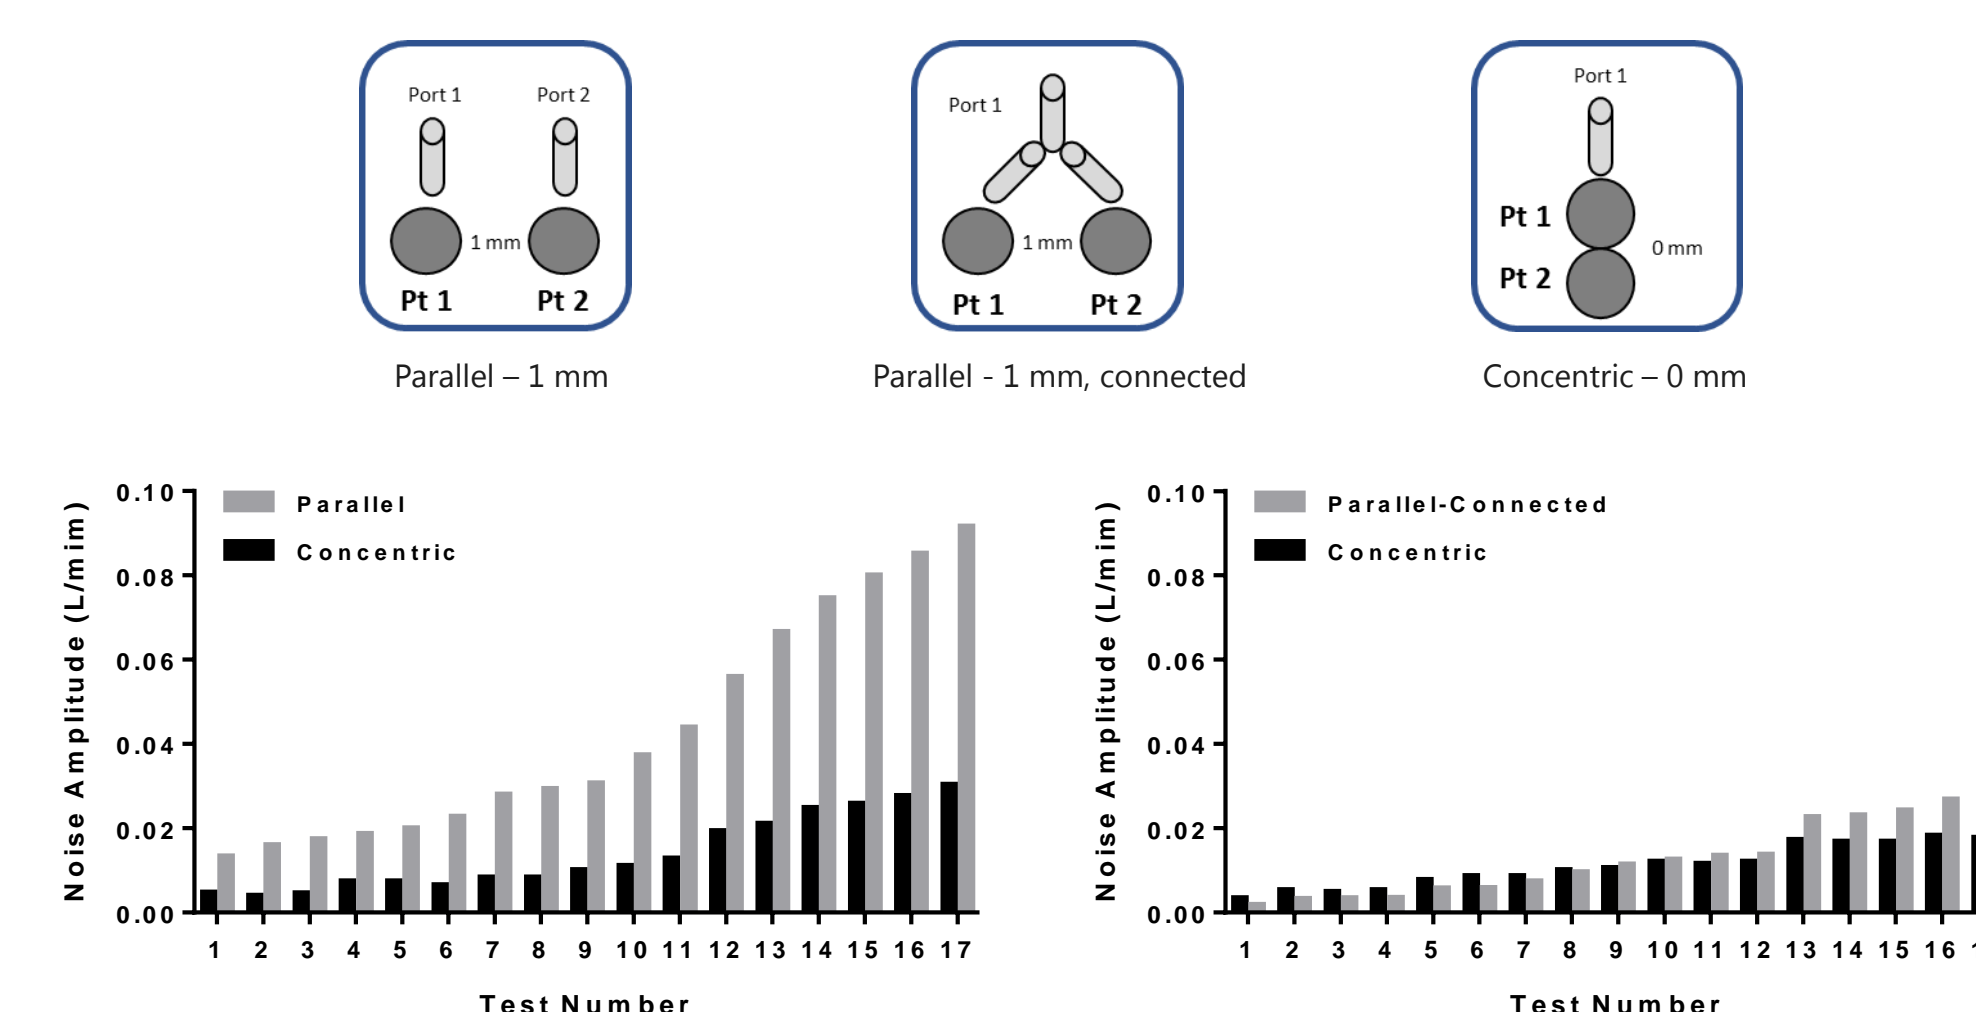 Port 1
Port 2
1 mm
Pt 1
Pt 2
Parallel – 1 mm
Port 1
1 mm
Pt 1
Pt 2
Parallel - 1 mm, connected
Port 1
Pt 1
Pt 2
0 mm
Concentric – 0 mm
Noise Amplitude (L/mim)
0.10
0.08
0.06
0.04
0.02
0.00
Parallel
Concentric
1 2 3 4 5 6 7 8 9 10 11 12 13 14 15 16 17
Test Number
Noise Amplitude (L/mim)
0.10
0.08
0.06
0.04
0.02
0.00
Parallel-Connected
Concentric
1 2 3 4 5 6 7 8 9 10 11 12 13 14 15 16
Test Number